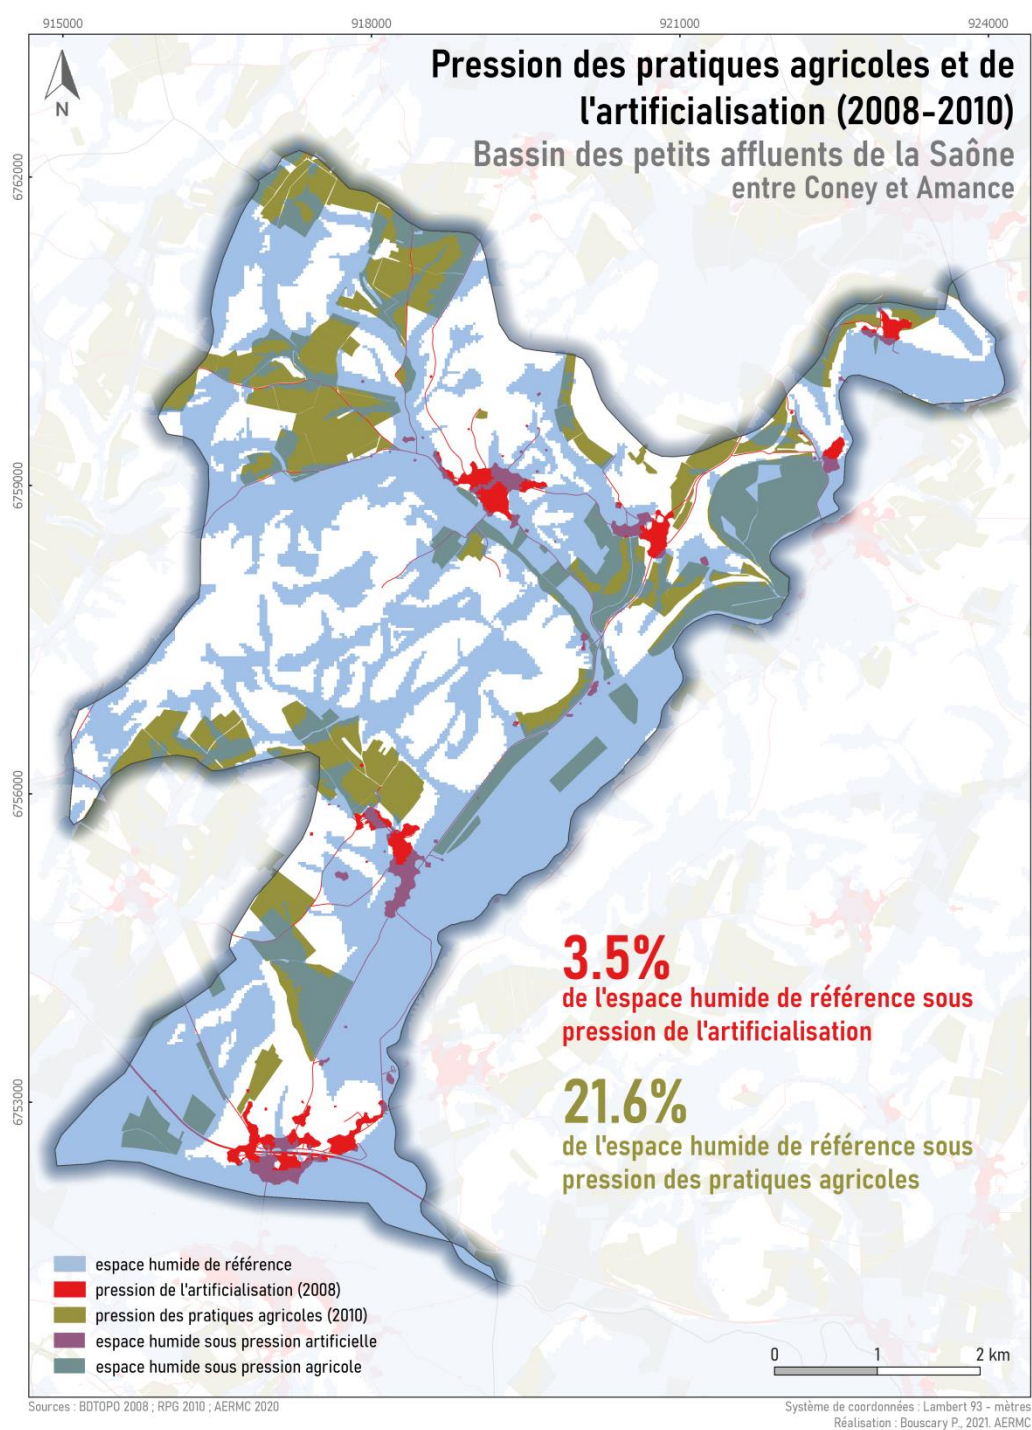 915000
918000
921000
924000
Pression des pratiques agricoles et de
l'artificialisation (2008-2010)
Bassin des petits affluents de la Saône
entre Coney et Amance
N
6762000
6759000
6756000
6753000
3.5%
de l'espace humide de référence sous
pression de l'artificialisation
21.6%
de l'espace humide de référence sous
pression des pratiques agricoles
espace humide de référence
pression de l'artificialisation (2008)
pression des pratiques agricoles (2010)
espace humide sous pression artificielle
espace humide sous pression agricole
0 1 2 km
Sources : BDTOPO 2008 ; RPG 2010 ; AERMC 2020
Système de coordonnées : Lambert 93 - mètres
Réalisation : Bouscary P., 2021. AERMC